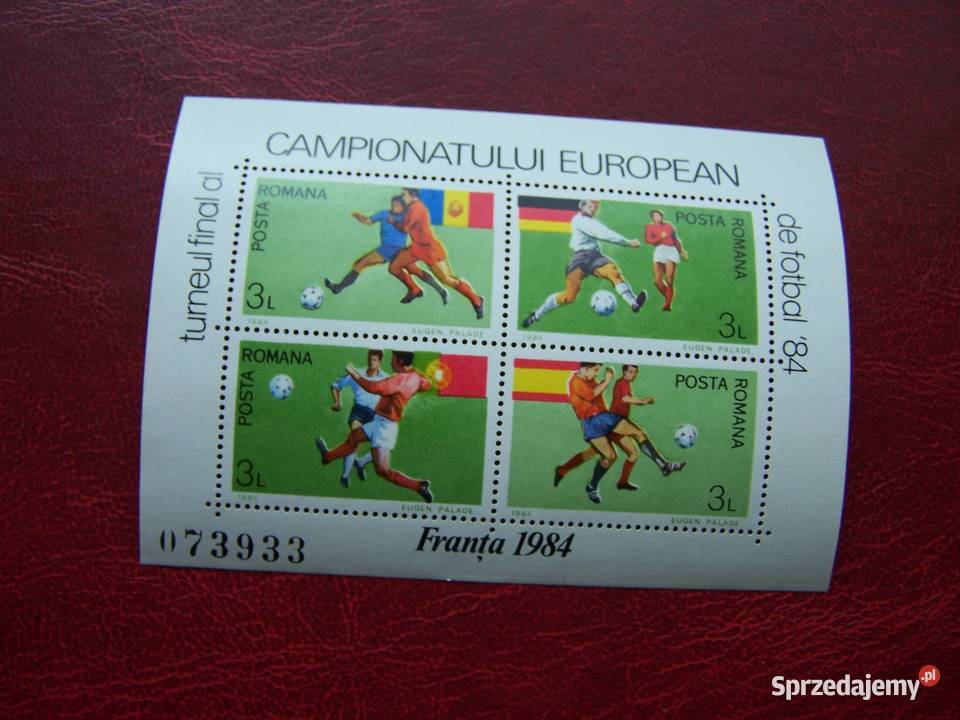 CAMPIONATULUI EUROPEAN
turneul final al
de fotbal '84
POSTA ROMANA
3L
1984
EUGEN PALADE
POSTA ROMANA
3L
1984
EUGEN PALADE
POSTA ROMANA
3L
1984
EUGEN PALADE
POSTA ROMANA
3L
1984
EUGEN PALADE
073933
Franța 1984
Sprzedajemy.pl